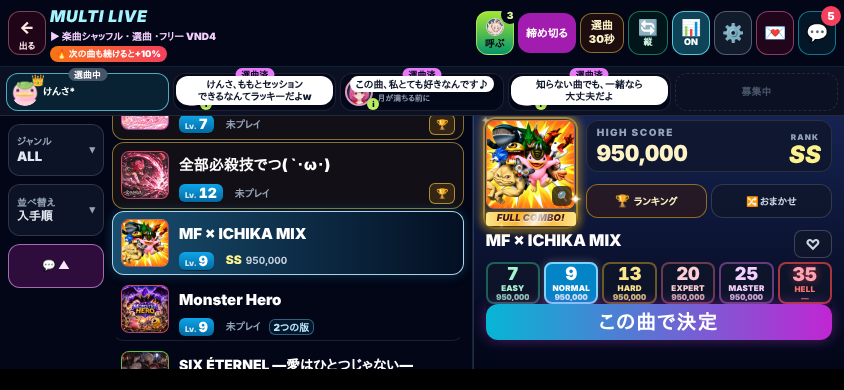 出る
MULTI LIVE
▶ 楽曲シャッフル・選曲・フリー VND4
🔥 次の曲も続けると+10%
3
呼ぶ
締め切る
選曲
30秒
🔄
縦
📊
ON
⚙️
💌
💬
5
選曲中
けんさ*
選曲済
けんさ、ももとセッション
できるなんてラッキーだよw
選曲済
この曲、私とても好きなんです♪
月が満ちる前に
選曲済
知らない曲でも、一緒なら
大丈夫だよ
募集中
ジャンル
ALL
▼
並べ替え
入手順
▼
💬▲
Lv. 7
未プレイ
全部必殺技でつ(｀･ω･)
Lv. 12
未プレイ
MF × ICHIKA MIX
Lv. 9
SS 950,000
Monster Hero
Lv. 9
未プレイ
2つの版
SIX ÉTERNEL —愛はひとつじゃない—
FULL COMBO!
HIGH SCORE
950,000
RANK
SS
🏆 ランキング
🔀 おまかせ
MF × ICHIKA MIX
♡
7
EASY
950,000
9
NORMAL
950,000
13
HARD
950,000
20
EXPERT
950,000
25
MASTER
950,000
35
HELL
—
この曲で決定